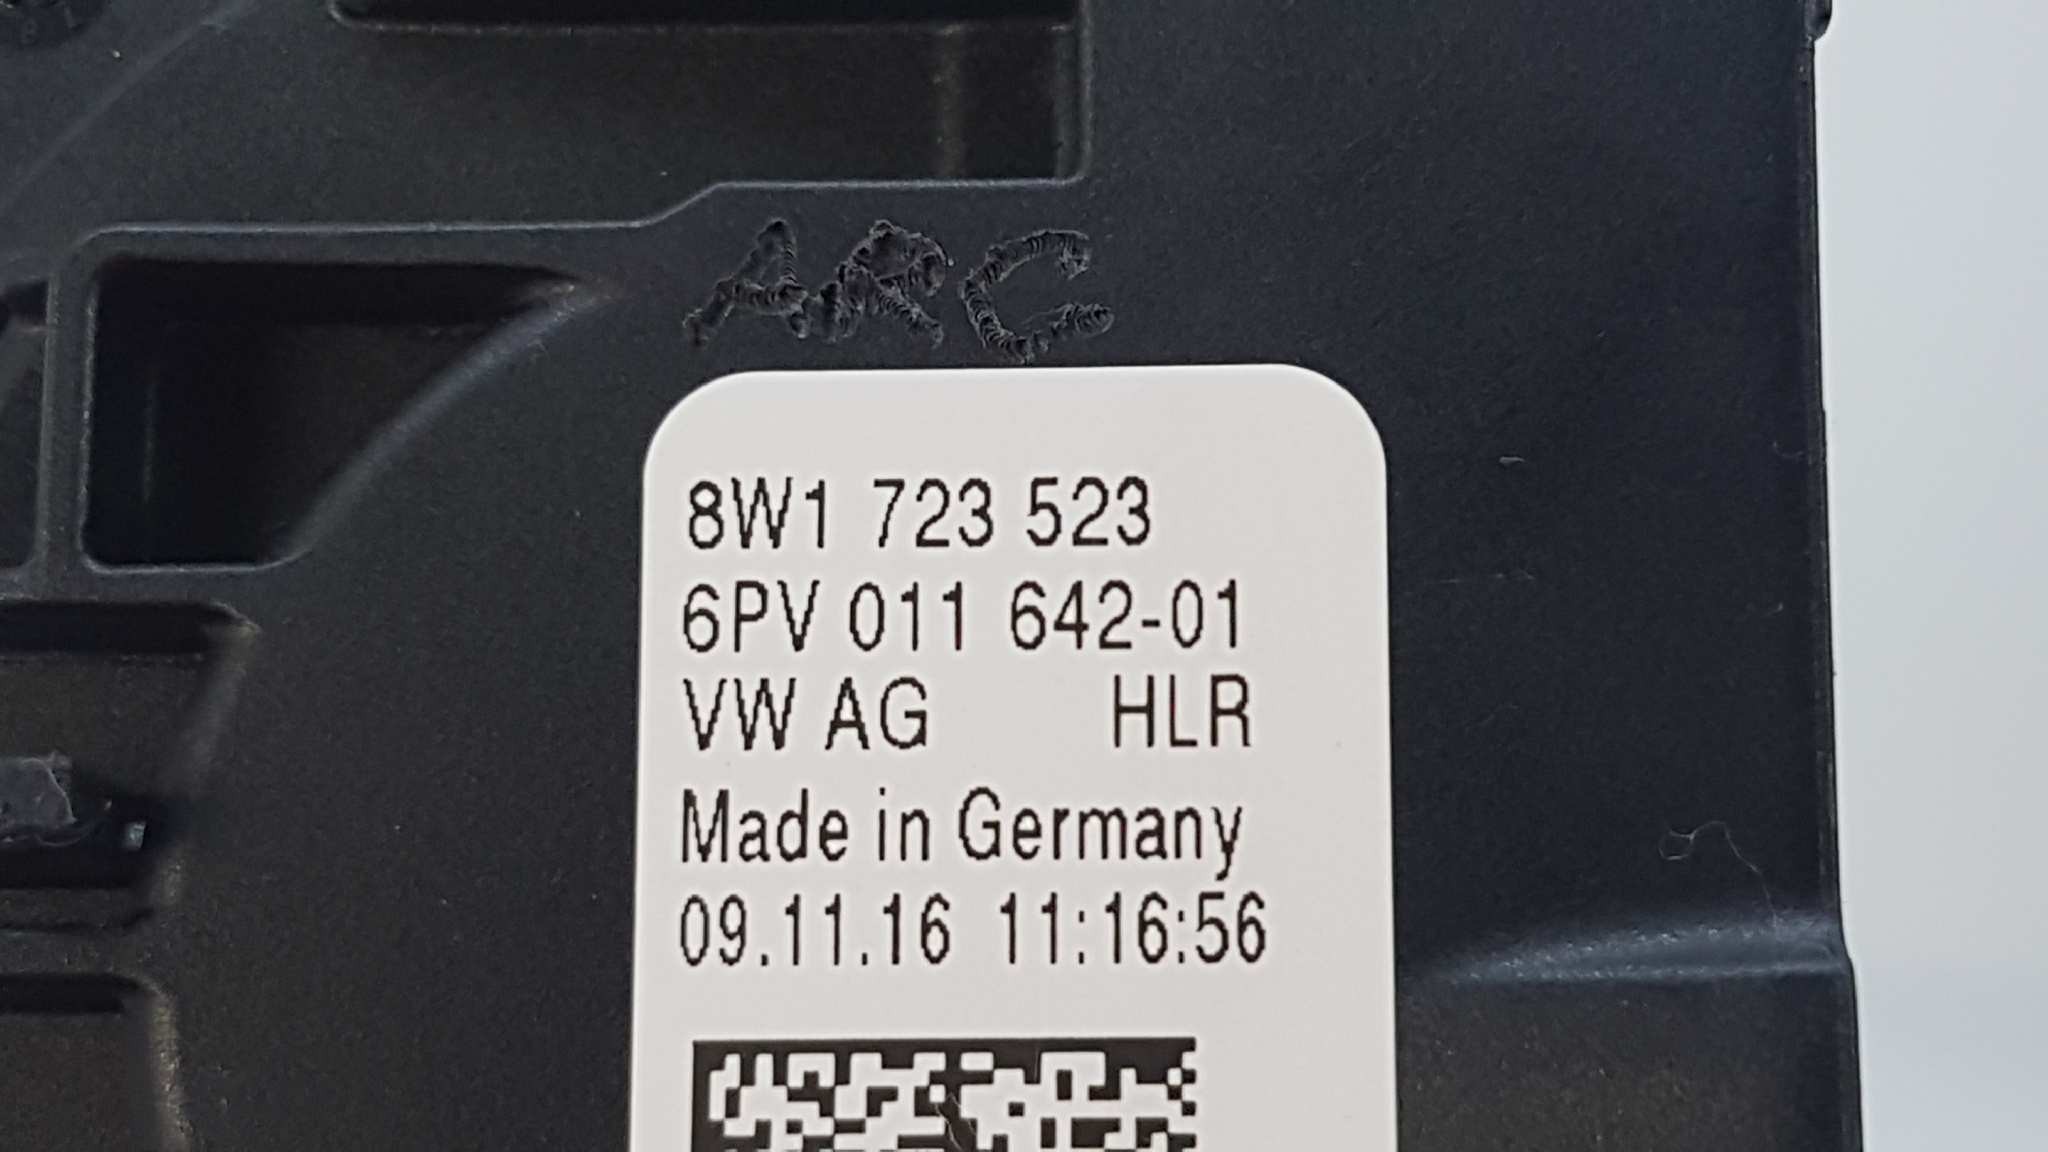 ARC
8W1 723 523
6PV 011 642-01
VW AG HLR
Made in Germany
09.11.16 11:16:56